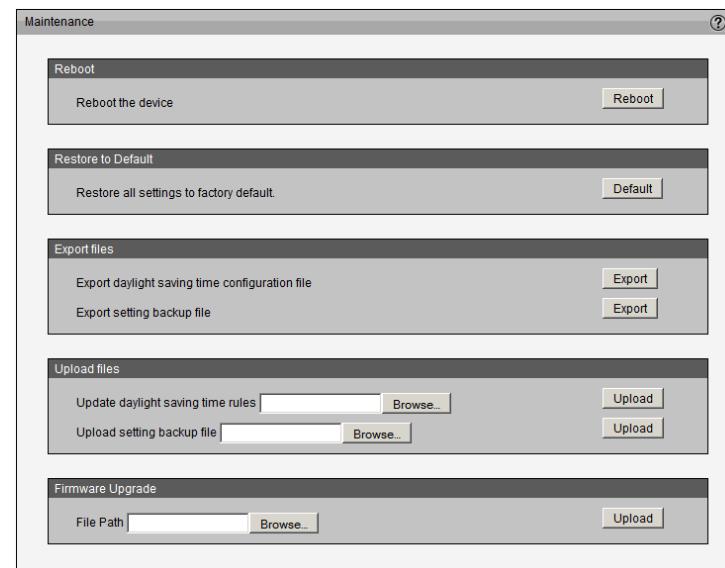 Maintenance ?
Reboot
Reboot the device Reboot
Restore to Default
Restore all settings to factory default. Default
Export files
Export daylight saving time configuration file Export
Export setting backup file Export
Upload files
Update daylight saving time rules Browse... Upload
Upload setting backup file Browse... Upload
Firmware Upgrade
File Path Browse... Upload